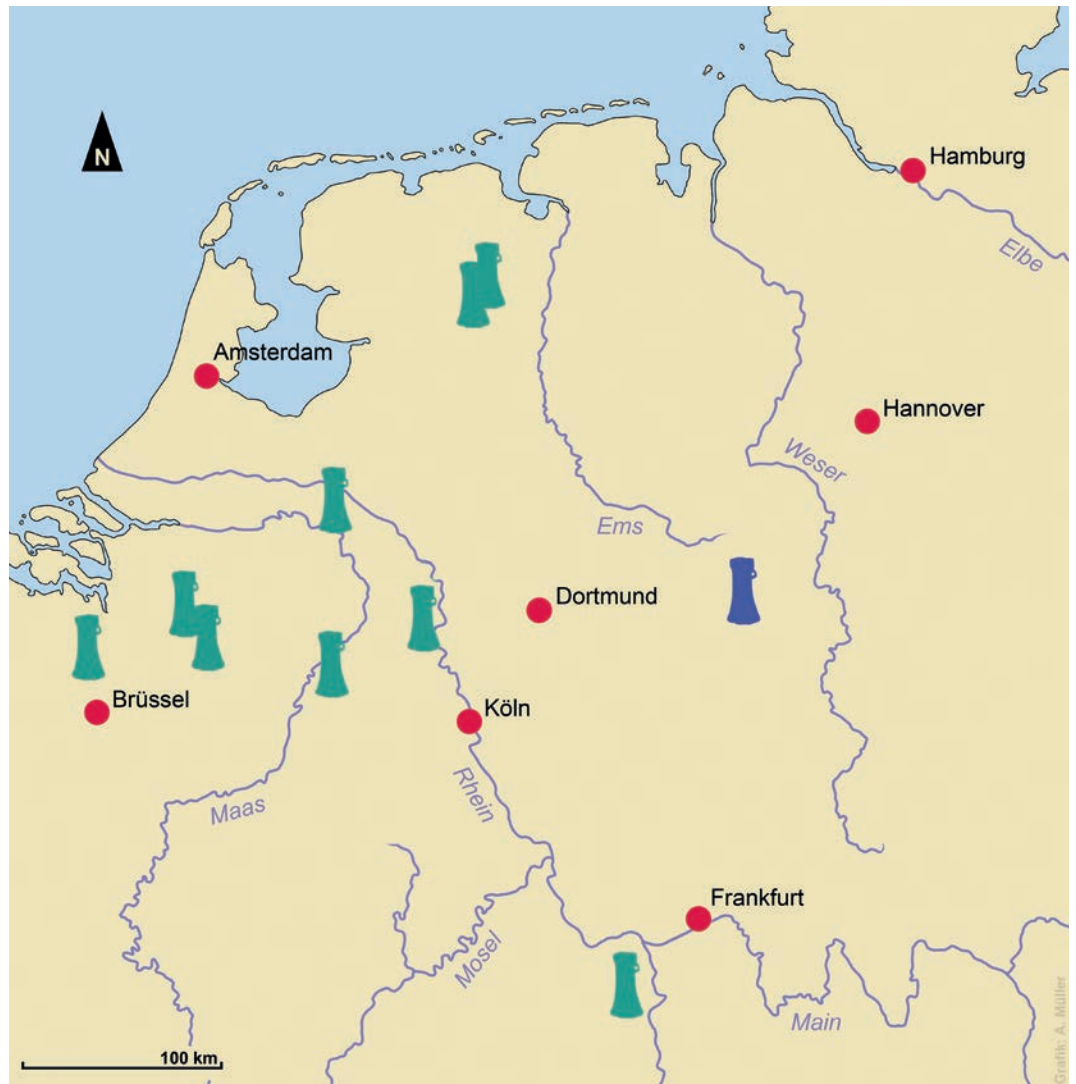 N
Hamburg
Elbe
Amsterdam
Hannover
Weser
Ems
Dortmund
Brüssel
Köln
Maas
Rhein
Frankfurt
Mosel
Main
100 km
Grafik: A. Müller